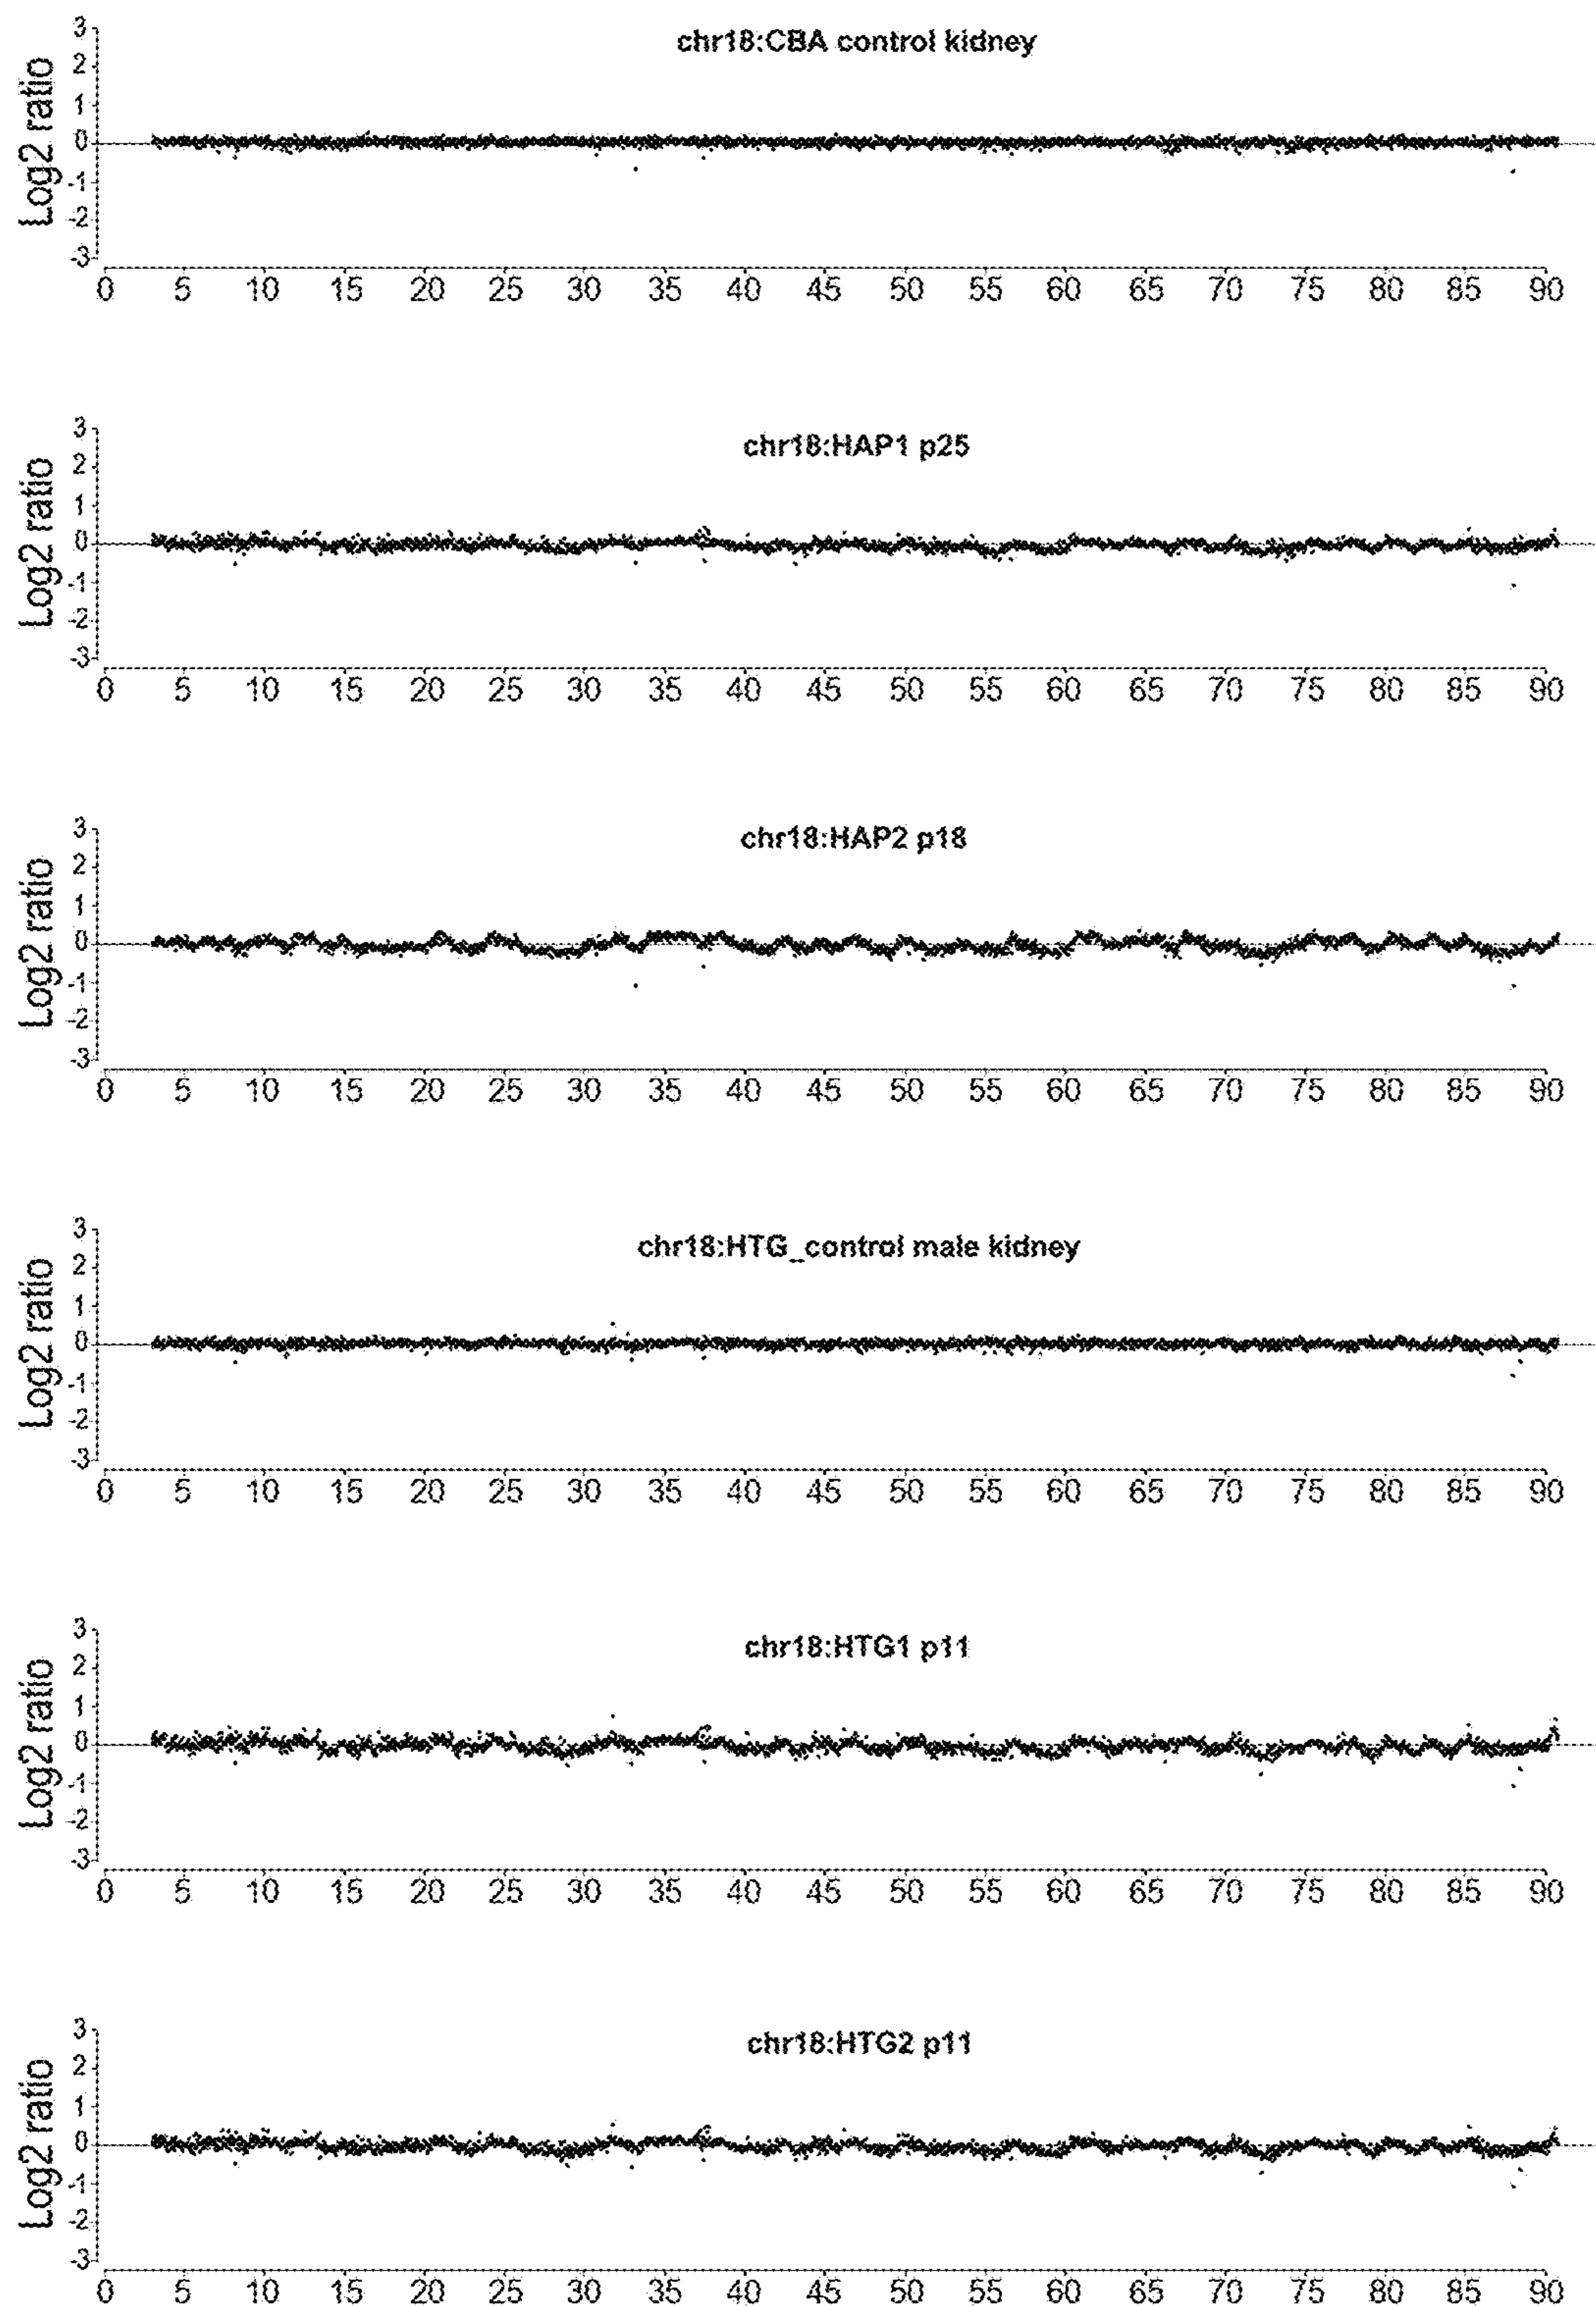 chr18:CBA control kidney
Log2 ratio
3
2
1
0
-1
-2
-3
0 5 10 15 20 25 30 35 40 45 50 55 60 65 70 75 80 85 90
chr18:HAP1 p25
Log2 ratio
3
2
1
0
-1
-2
-3
0 5 10 15 20 25 30 35 40 45 50 55 60 65 70 75 80 85 90
chr18:HAP2 p18
Log2 ratio
3
2
1
0
-1
-2
-3
0 5 10 15 20 25 30 35 40 45 50 55 60 65 70 75 80 85 90
chr18:HTG_control male kidney
Log2 ratio
3
2
1
0
-1
-2
-3
0 5 10 15 20 25 30 35 40 45 50 55 60 65 70 75 80 85 90
chr18:HTG1 p11
Log2 ratio
3
2
1
0
-1
-2
-3
0 5 10 15 20 25 30 35 40 45 50 55 60 65 70 75 80 85 90
chr18:HTG2 p11
Log2 ratio
3
2
1
0
-1
-2
-3
0 5 10 15 20 25 30 35 40 45 50 55 60 65 70 75 80 85 90